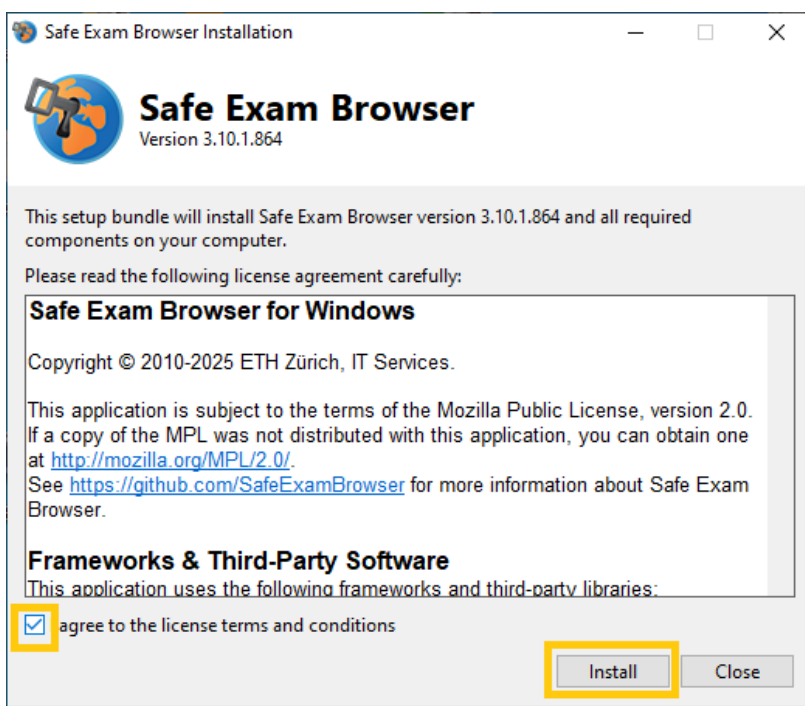 Safe Exam Browser Installation
Safe Exam Browser
Version 3.10.1.864
This setup bundle will install Safe Exam Browser version 3.10.1.864 and all required
components on your computer.
Please read the following license agreement carefully:
Safe Exam Browser for Windows
Copyright © 2010-2025 ETH Zürich, IT Services.
This application is subject to the terms of the Mozilla Public License, version 2.0.
If a copy of the MPL was not distributed with this application, you can obtain one
at http://mozilla.org/MPL/2.0/.
See https://github.com/SafeExamBrowser for more information about Safe Exam
Browser.
Frameworks & Third-Party Software
This application uses the following frameworks and third-party libraries:
agree to the license terms and conditions
Install Close